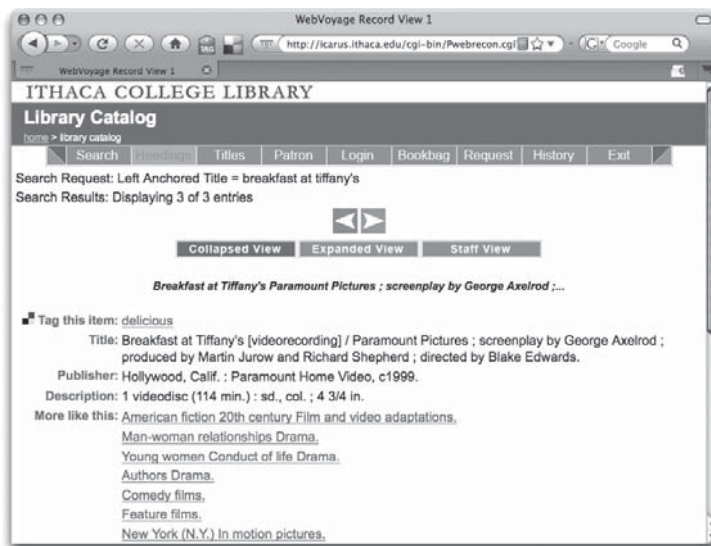 WebVoyage Record View 1
TAG http://icarus.ithaca.edu/cgi-bin/Pwebrecon.cgi Google
WebVoyage Record View 1
ITHACA COLLEGE LIBRARY
Library Catalog
home > library catalog
Search Headings Titles Patron Login Bookbag Request History Exit
Search Request: Left Anchored Title = breakfast at tiffany's
Search Results: Displaying 3 of 3 entries
Collapsed View Expanded View Staff View
Breakfast at Tiffany's Paramount Pictures ; screenplay by George Axelrod ;...
Tag this item: delicious
Title: Breakfast at Tiffany's [videorecording] / Paramount Pictures ; screenplay by George Axelrod ;
produced by Martin Jurow and Richard Shepherd ; directed by Blake Edwards.
Publisher: Hollywood, Calif. : Paramount Home Video, c1999.
Description: 1 videodisc (114 min.) : sd., col. ; 4 3/4 in.
More like this: American fiction 20th century Film and video adaptations.
Man-woman relationships Drama.
Young women Conduct of life Drama.
Authors Drama.
Comedy films.
Feature films.
New York (N.Y.) In motion pictures.